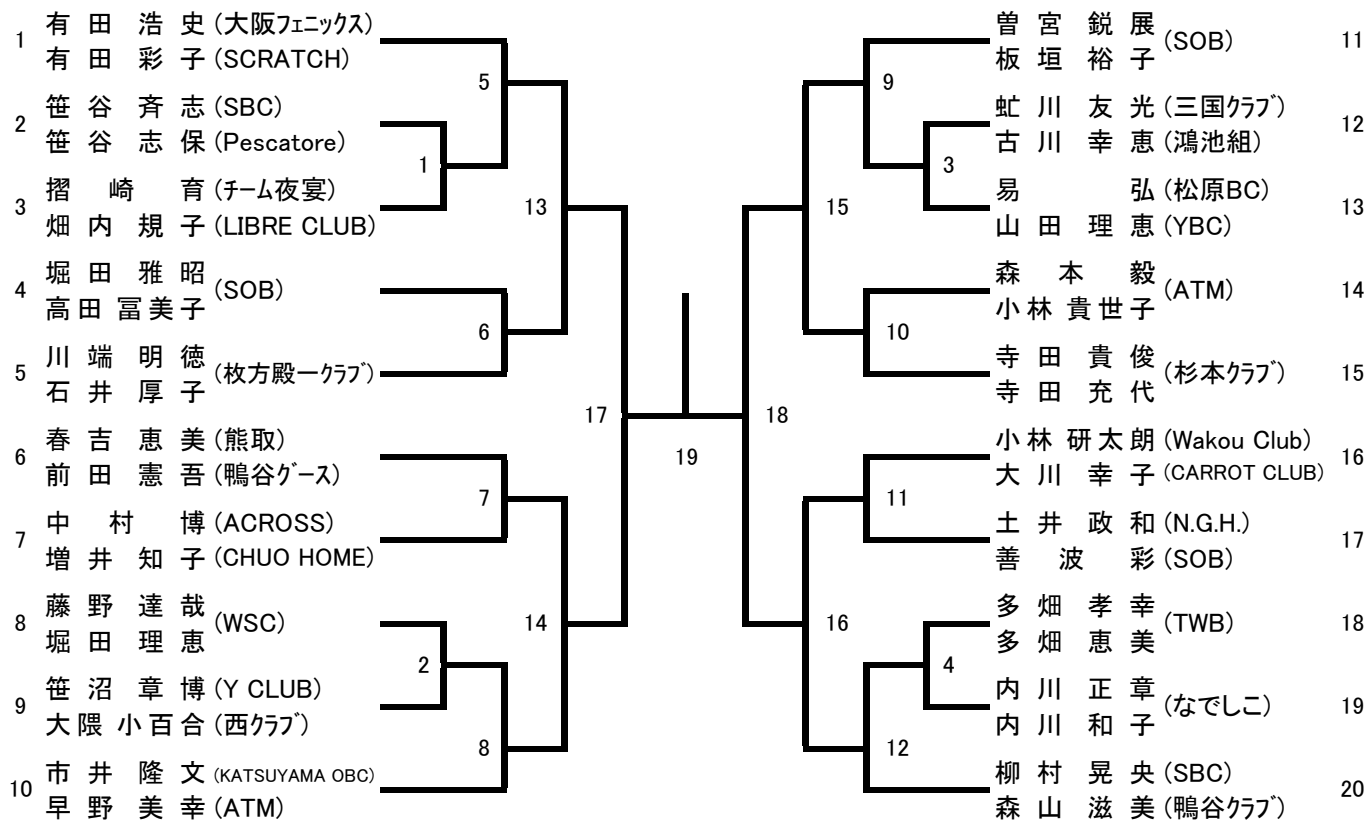 1 有田 浩史 (大阪フェニックス)
有田 彩子 (SCRATCH)
2 笹谷 斉志 (SBC)
笹谷 志保 (Pescatore)
3 摺崎 育 (チーム夜宴)
畑内 規子 (LIBRE CLUB)
4 堀田 雅昭 (SOB)
高田 冨美子
5 川端 明徳 (枚方殿一クラブ)
石井 厚子
6 春吉 恵美 (熊取)
前田 憲吾 (鴨谷グース)
7 中村 博 (ACROSS)
増井 知子 (CHUO HOME)
8 藤野 達哉 (WSC)
堀田 理恵
9 笹沼 章博 (Y CLUB)
大隈 小百合 (西クラブ)
10 市井 隆文 (KATSUYAMA OBC)
早野 美幸 (ATM)
5
1
13
6
17
7
14
2
8
19
9
3
15
10
18
11
16
4
12
曽宮 鋭展 (SOB) 11
板垣 裕子
虻川 友光 (三国クラブ) 12
古川 幸恵 (鴻池組)
易 弘 (松原BC) 13
山田 理恵 (YBC)
森本 毅 (ATM) 14
小林 貴世子
寺田 貴俊 (杉本クラブ) 15
寺田 充代
小林 研太朗 (Wakou Club) 16
大川 幸子 (CARROT CLUB)
土井 政和 (N.G.H.) 17
善波 彩 (SOB)
多畑 孝幸 (TWB) 18
多畑 恵美
内川 正章 (なでしこ) 19
内川 和子
柳村 晃央 (SBC) 20
森山 滋美 (鴨谷クラブ)